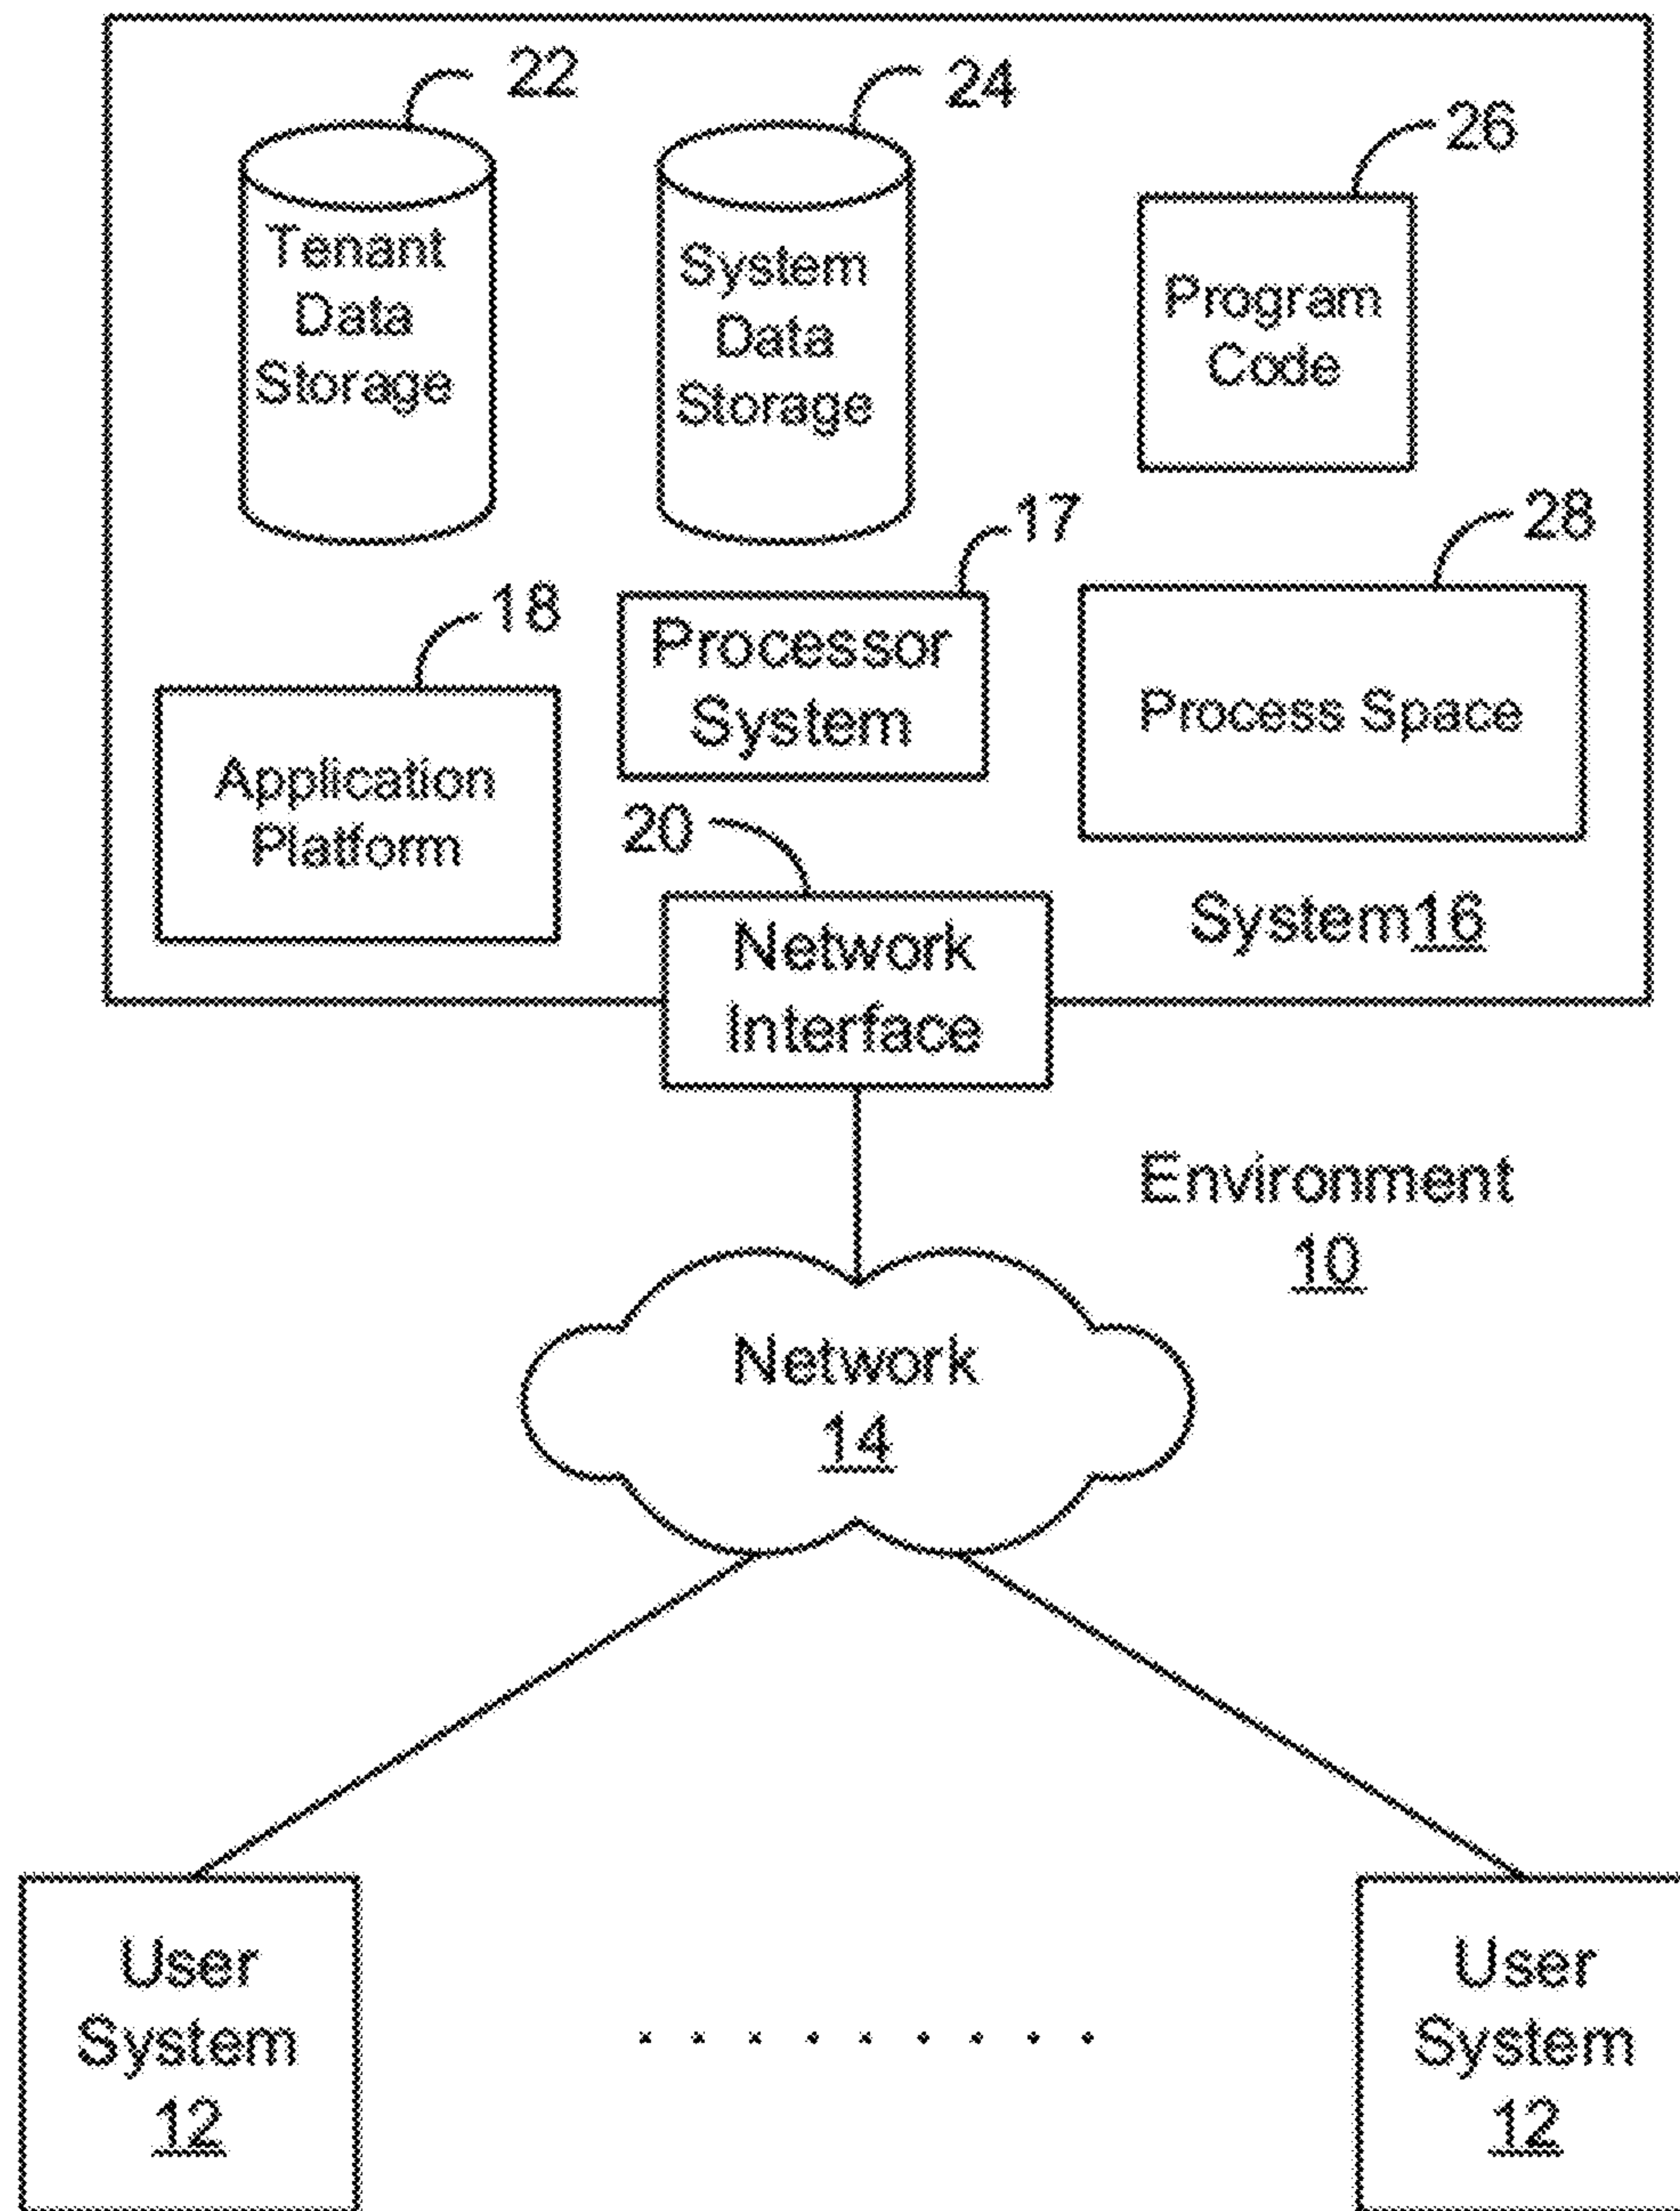 22
24
26
Tenant
Data
Storage
System
Data
Storage
Program
Code
17
28
18
Processor
System
Process Space
Application
Platform
20
System16
Network
Interface
Environment
10
Network
14
User
System
12
User
System
12